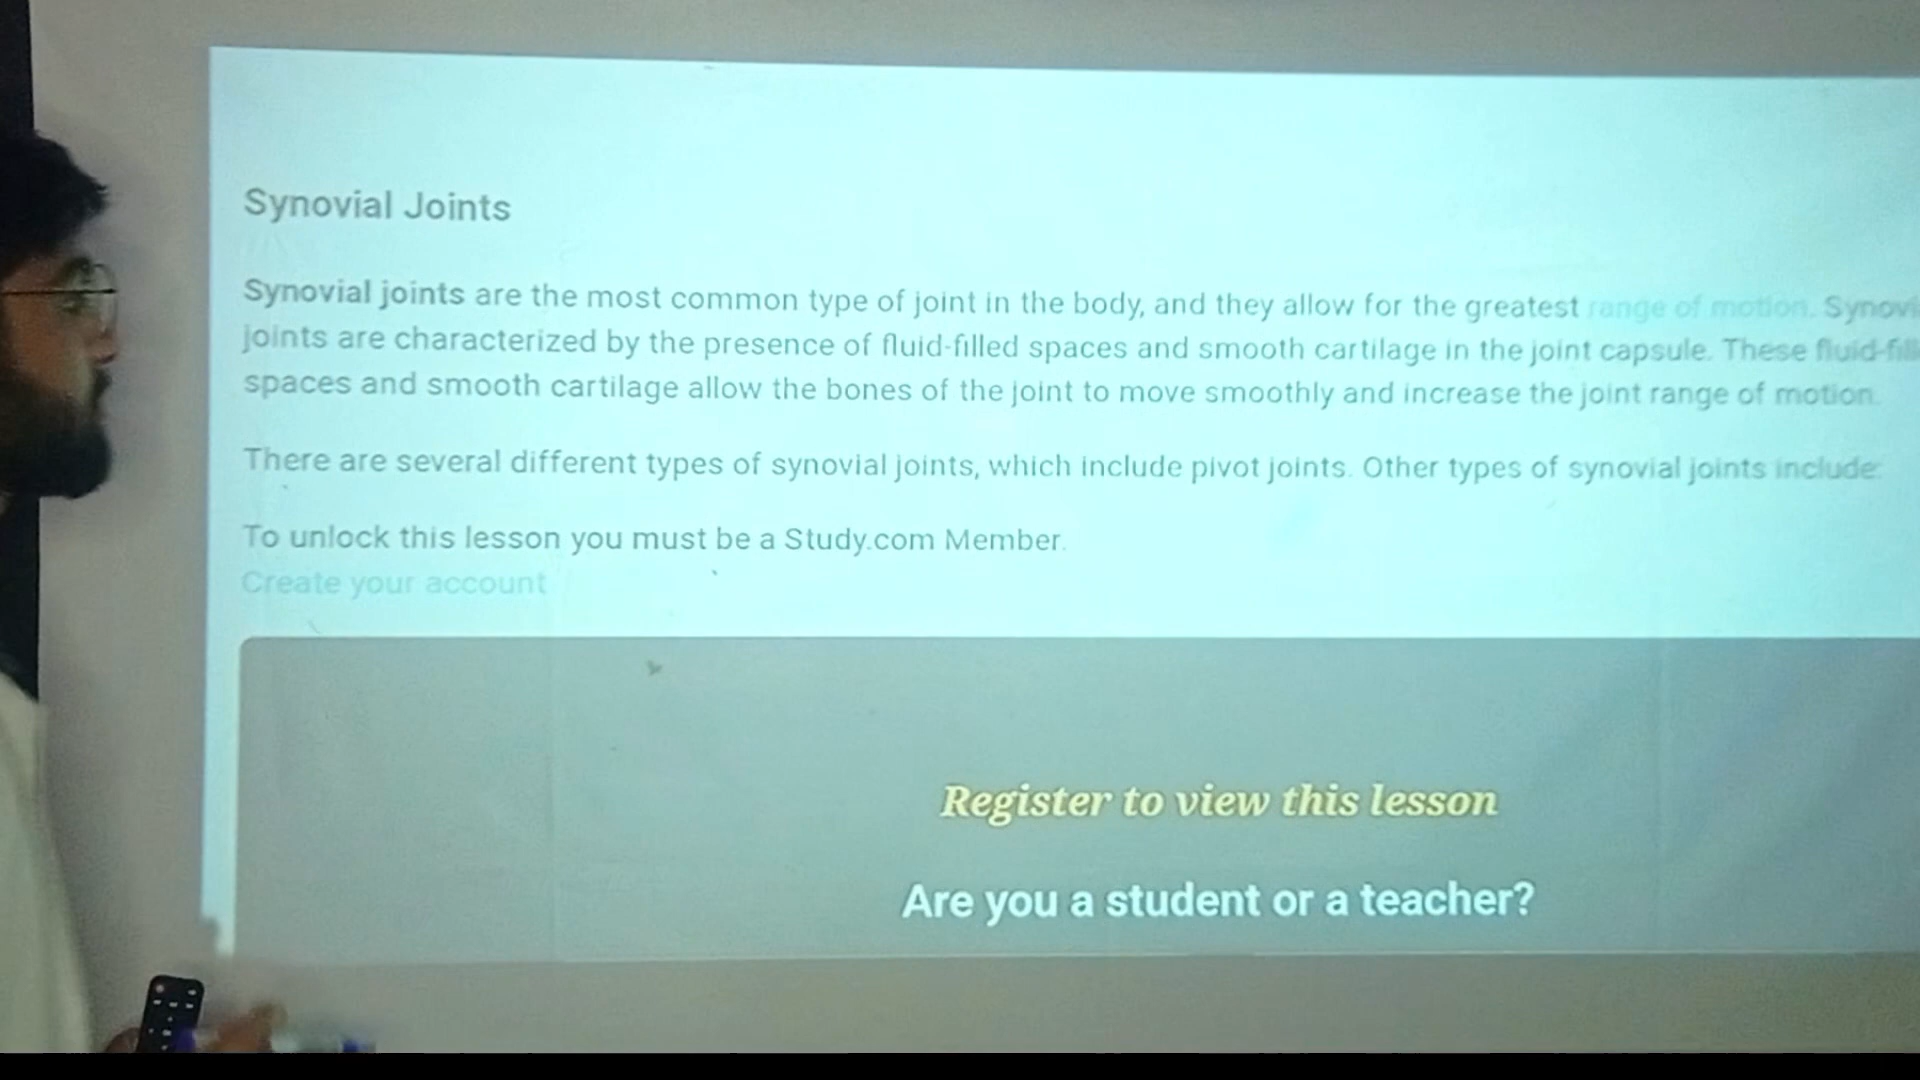 Synovial Joints
Synovial joints are the most common type of joint in the body, and they allow for the greatest range of motion. Synovi
joints are characterized by the presence of fluid-filled spaces and smooth cartilage in the joint capsule. These fluid-fill
spaces and smooth cartilage allow the bones of the joint to move smoothly and increase the joint range of motion.
There are several different types of synovial joints, which include pivot joints. Other types of synovial joints include:
To unlock this lesson you must be a Study.com Member.
Create your account
Register to view this lesson
Are you a student or a teacher?